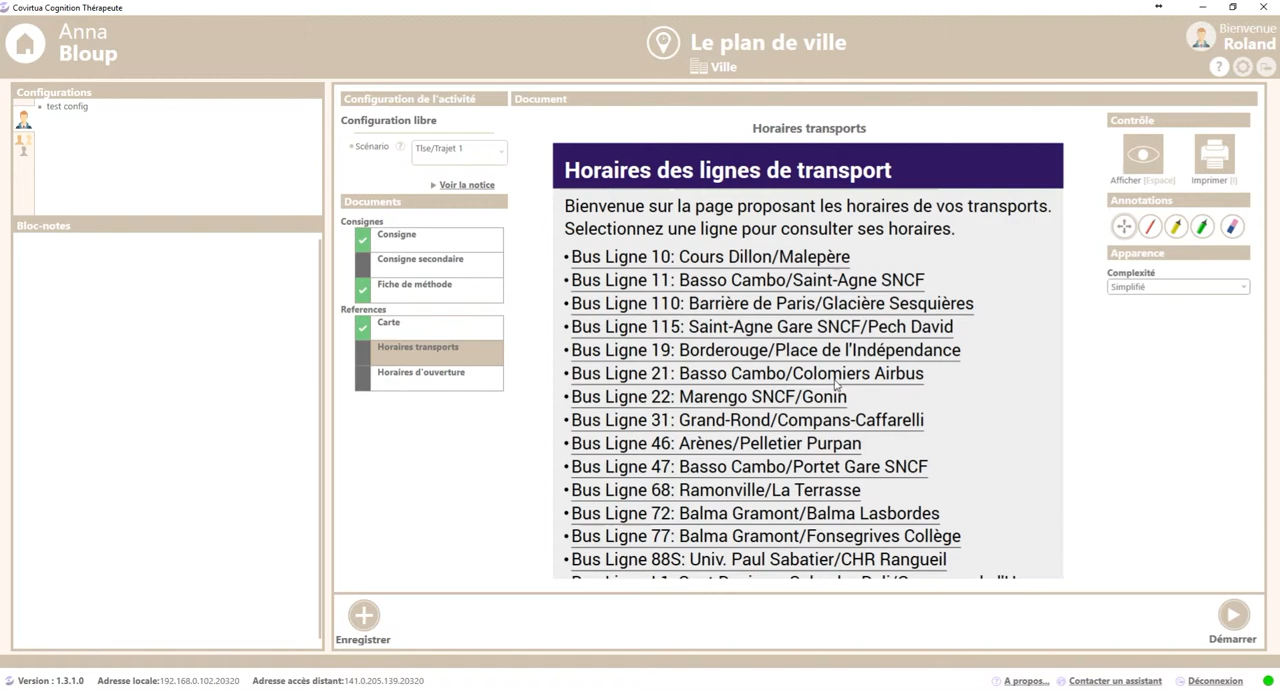 Covirtua Cognition Thérapeute
Anna
Bloup
Le plan de ville
Ville
Bienvenue
Roland
?
Configurations
test config
Bloc-notes
Configuration de l'activité
Configuration libre
Scénario ?
Tlse/Trajet 1
Voir la notice
Documents
Consignes
Consigne
Consigne secondaire
Fiche de méthode
References
Carte
Horaires transports
Horaires d'ouverture
Document
Horaires transports
Horaires des lignes de transport
Bienvenue sur la page proposant les horaires de vos transports.
Selectionnez une ligne pour consulter ses horaires.
• Bus Ligne 10: Cours Dillon/Malepère
• Bus Ligne 11: Basso Cambo/Saint-Agne SNCF
• Bus Ligne 110: Barrière de Paris/Glacière Sesquières
• Bus Ligne 115: Saint-Agne Gare SNCF/Pech David
• Bus Ligne 19: Borderouge/Place de l'Indépendance
• Bus Ligne 21: Basso Cambo/Colomiers Airbus
• Bus Ligne 22: Marengo SNCF/Gonin
• Bus Ligne 31: Grand-Rond/Compans-Caffarelli
• Bus Ligne 46: Arènes/Pelletier Purpan
• Bus Ligne 47: Basso Cambo/Portet Gare SNCF
• Bus Ligne 68: Ramonville/La Terrasse
• Bus Ligne 72: Balma Gramont/Balma Lasbordes
• Bus Ligne 77: Balma Gramont/Fonsegrives Collège
• Bus Ligne 88S: Univ. Paul Sabatier/CHR Rangueil
Contrôle
Afficher [Espace]
Imprimer [I]
Annotations
Apparence
Complexité
Simplifié
Enregistrer
Démarrer
Version : 1.3.1.0 Adresse locale:192.168.0.102.20320 Adresse accès distant:141.0.205.139.20320
? A propos... Contacter un assistant Déconnexion